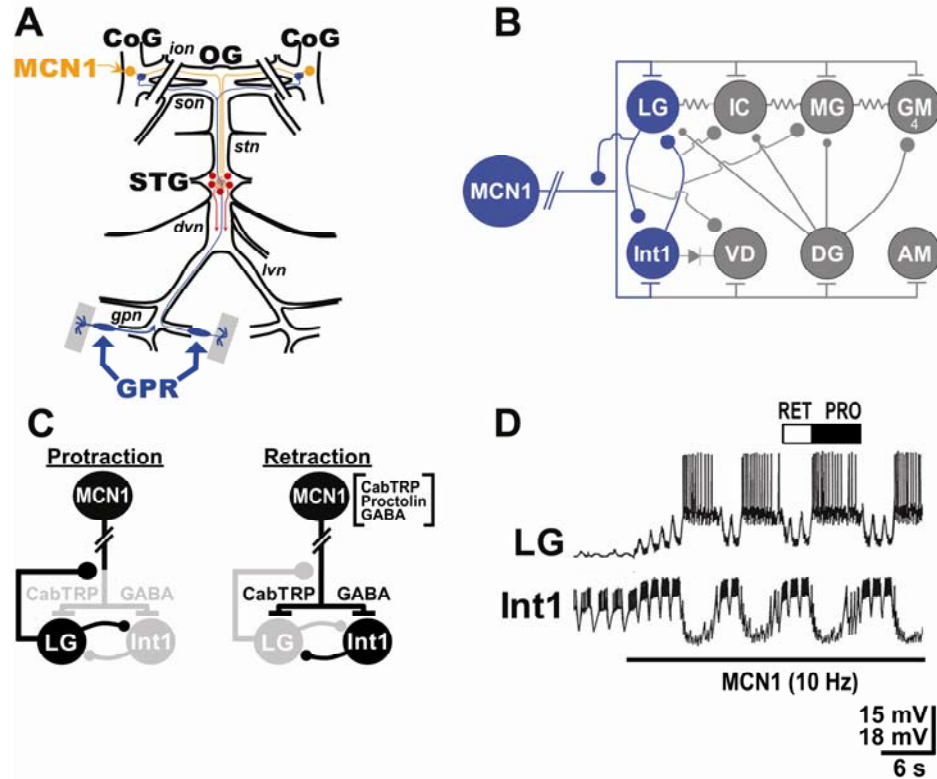 A
CoG
ion
OG
CoG
MCN1
son
stn
STG
dvn
lvn
gpn
GPR
B
LG
IC
MG
GM
4
MCN1
Int1
VD
DG
AM
C
Protraction
MCN1
CabTRP
GABA
LG
Int1
Retraction
MCN1
CabTRP
Proctolin
GABA
CabTRP
GABA
LG
Int1
D
RET PRO
LG
Int1
MCN1 (10 Hz)
15 mV
18 mV
6 s